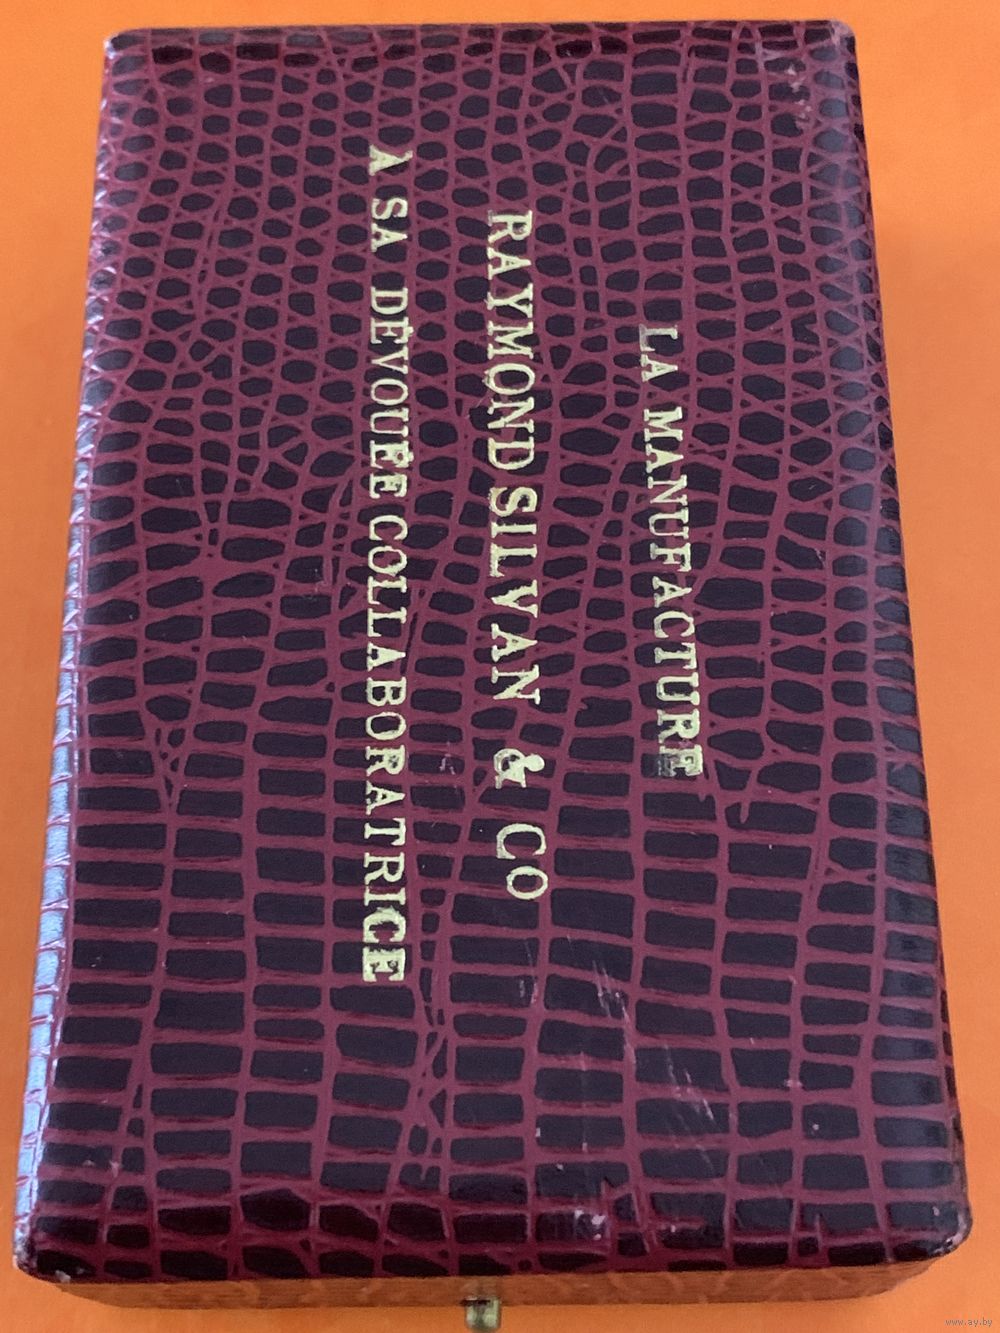 LA MANUFACTURE
RAYMOND SILVAN & CO
A SA DÉVOUÉE COLLABORATRICE
www.ay.by